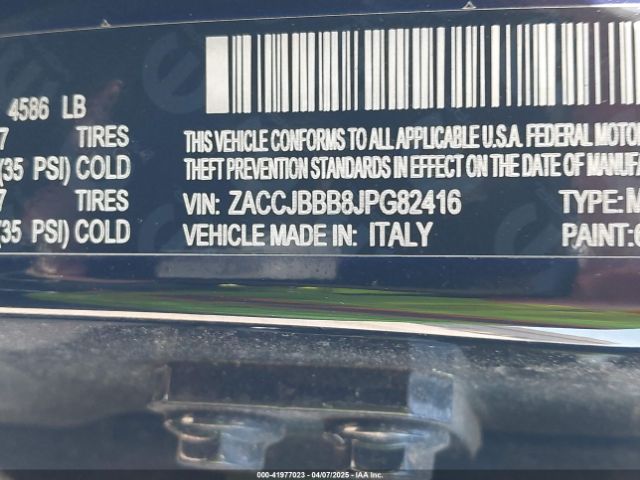 4586 LB
7 TIRES
(35 PSI) COLD
7 TIRES
(35 PSI) COLD
THIS VEHICLE CONFORMS TO ALL APPLICABLE U.S.A. FEDERAL MOTOR
THEFT PREVENTION STANDARDS IN EFFECT ON THE DATE OF MANUFA
VIN: ZACCJBBB8JPG82416 TYPE:M
VEHICLE MADE IN: ITALY PAINT:
000-41977023 - 04/07/2025 - IAA Inc.